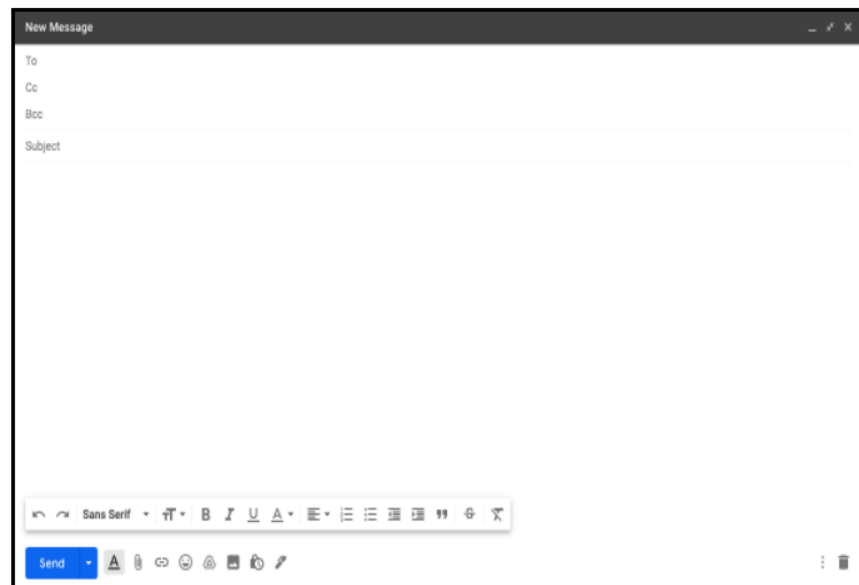 New Message
To
Cc
Bcc
Subject
Sans Serif
Send